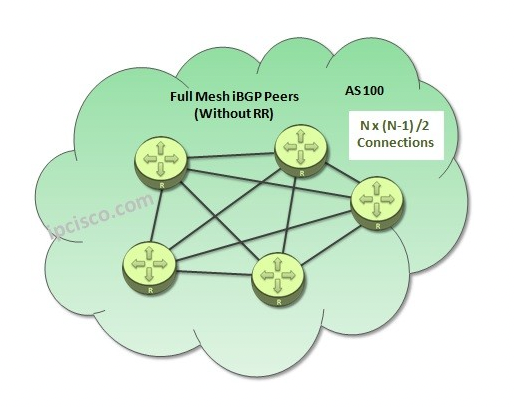 Full Mesh iBGP Peers
(Without RR)
AS 100
N x (N-1) /2
Connections
R
R
R
R
R
ipcisco.com